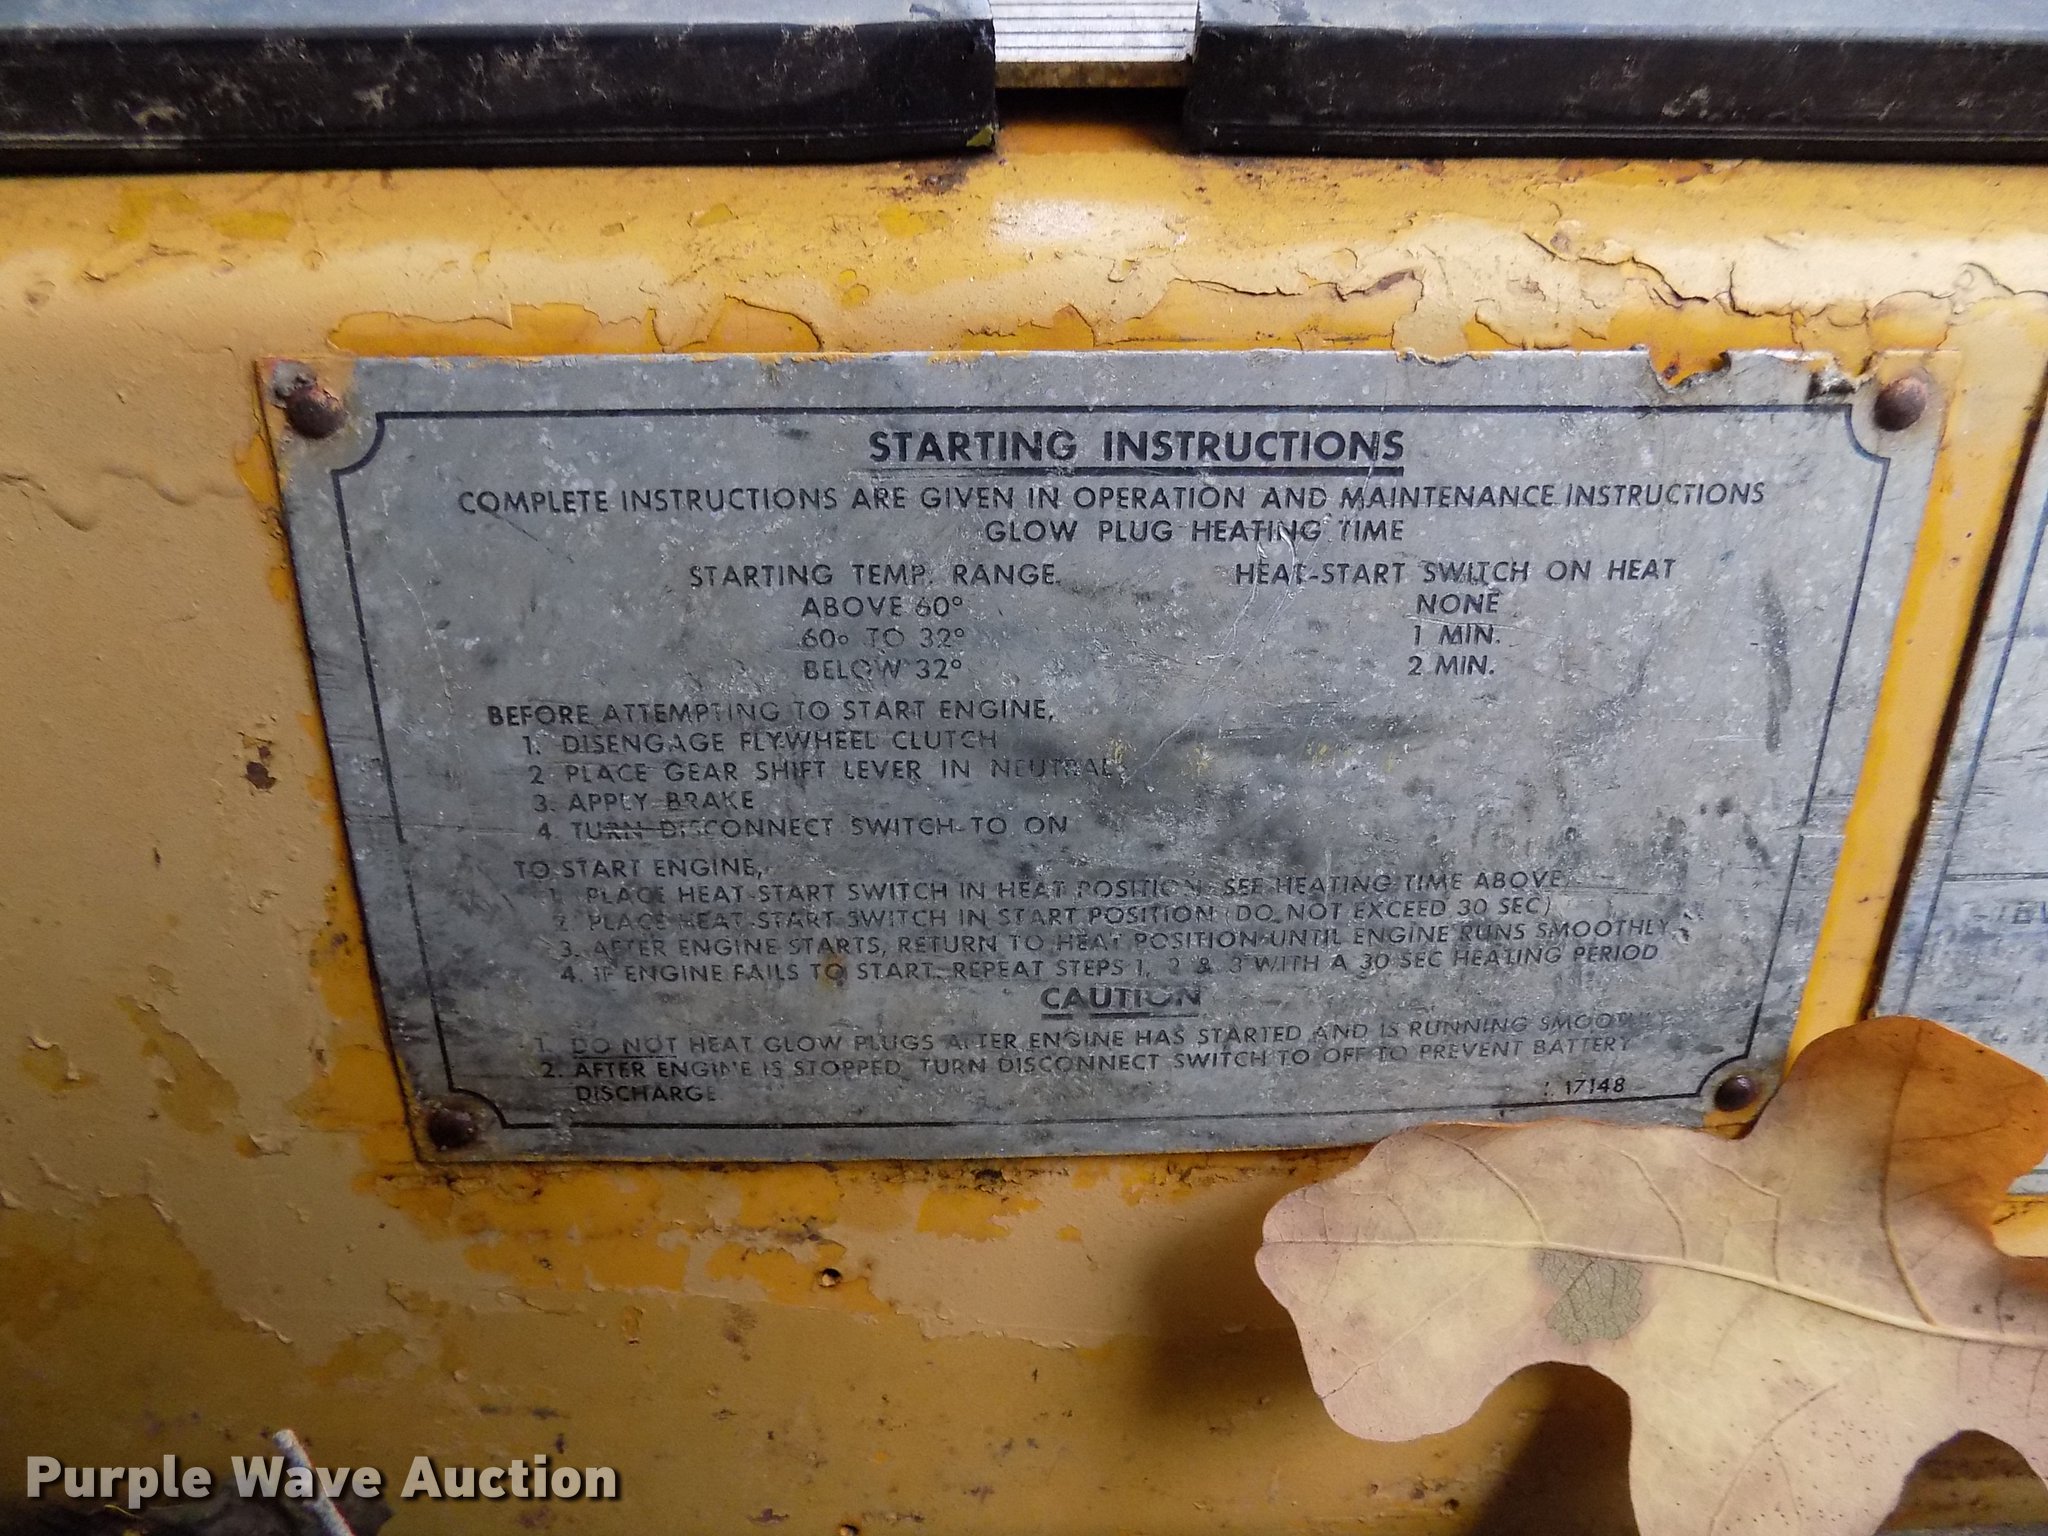 STARTING INSTRUCTIONS
COMPLETE INSTRUCTIONS ARE GIVEN IN OPERATION AND MAINTENANCE INSTRUCTIONS
GLOW PLUG HEATING TIME
STARTING TEMP. RANGE. HEAT-START SWITCH ON HEAT
ABOVE 60° NONE
60° TO 32° 1 MIN.
BELOW 32° 2 MIN.
BEFORE ATTEMPTING TO START ENGINE,
1. DISENGAGE FLYWHEEL CLUTCH
2. PLACE GEAR SHIFT LEVER IN NEUTRAL
3. APPLY BRAKE
4. TURN DISCONNECT SWITCH TO ON
TO START ENGINE,
1. PLACE HEAT-START SWITCH IN HEAT POSITION. SEE HEATING TIME ABOVE
2. PLACE HEAT-START SWITCH IN START POSITION (DO NOT EXCEED 30 SEC)
3. AFTER ENGINE STARTS, RETURN TO HEAT POSITION UNTIL ENGINE RUNS SMOOTHLY.
4. IF ENGINE FAILS TO START, REPEAT STEPS 1, 2 & 3 WITH A 30 SEC HEATING PERIOD
CAUTION
1. DO NOT HEAT GLOW PLUGS AFTER ENGINE HAS STARTED AND IS RUNNING SMOOTHLY
2. AFTER ENGINE IS STOPPED, TURN DISCONNECT SWITCH TO OFF TO PREVENT BATTERY
DISCHARGE
17148
Purple Wave Auction